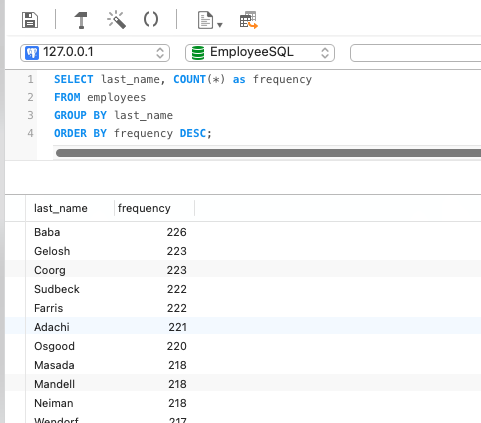 127.0.0.1 EmployeeSQL
1 SELECT last_name, COUNT(*) as frequency
2 FROM employees
3 GROUP BY last_name
4 ORDER BY frequency DESC;
last_name frequency
Baba 226
Gelosh 223
Coorg 223
Sudbeck 222
Farris 222
Adachi 221
Osgood 220
Masada 218
Mandell 218
Neiman 218
Wendorf 217